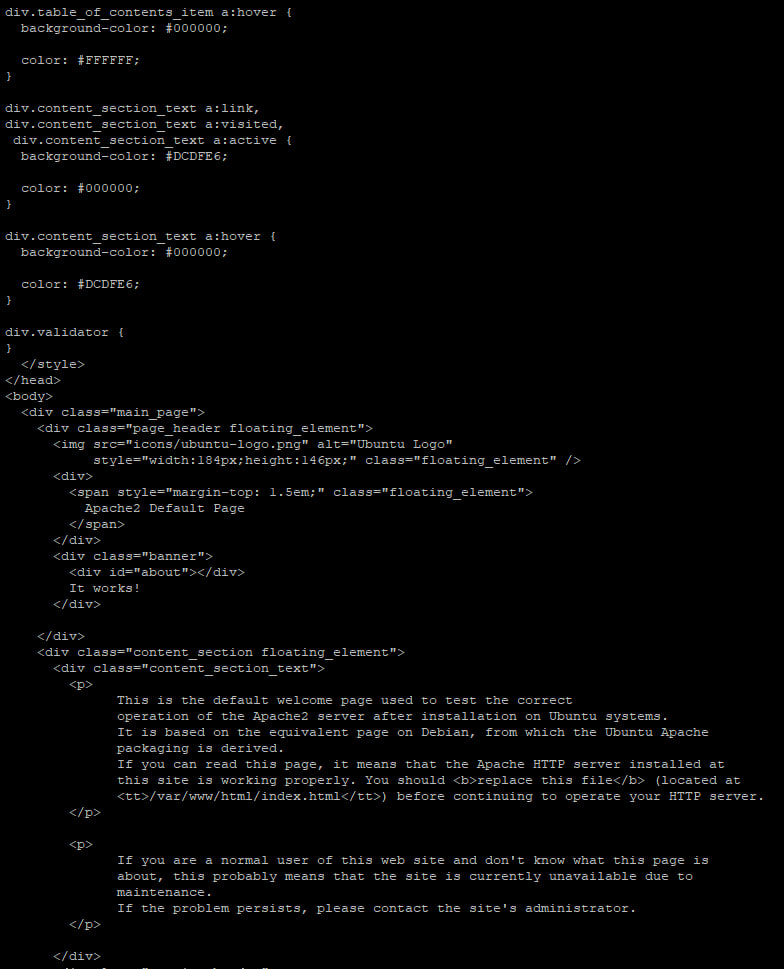 div.table_of_contents_item a:hover {
  background-color: #000000;

  color: #FFFFFF;
}

div.content_section_text a:link,
div.content_section_text a:visited,
 div.content_section_text a:active {
  background-color: #DCDFE6;

  color: #000000;
}

div.content_section_text a:hover {
  background-color: #000000;

  color: #DCDFE6;
}

div.validator {
}
  </style>
</head>
<body>
  <div class="main_page">
    <div class="page_header floating_element">
      <img src="icons/ubuntu-logo.png" alt="Ubuntu Logo"
           style="width:184px;height:146px;" class="floating_element" />
      <div>
        <span style="margin-top: 1.5em;" class="floating_element">
          Apache2 Default Page
        </span>
      </div>
      <div class="banner">
        <div id="about"></div>
        It works!
      </div>

    </div>
    <div class="content_section floating_element">
      <div class="content_section_text">
        <p>
              This is the default welcome page used to test the correct
              operation of the Apache2 server after installation on Ubuntu systems.
              It is based on the equivalent page on Debian, from which the Ubuntu Apache
              packaging is derived.
              If you can read this page, it means that the Apache HTTP server installed at
              this site is working properly. You should <b>replace this file</b> (located at
              <tt>/var/www/html/index.html</tt>) before continuing to operate your HTTP server.
        </p>

        <p>
              If you are a normal user of this web site and don't know what this page is
              about, this probably means that the site is currently unavailable due to
              maintenance.
              If the problem persists, please contact the site's administrator.
        </p>

      </div>